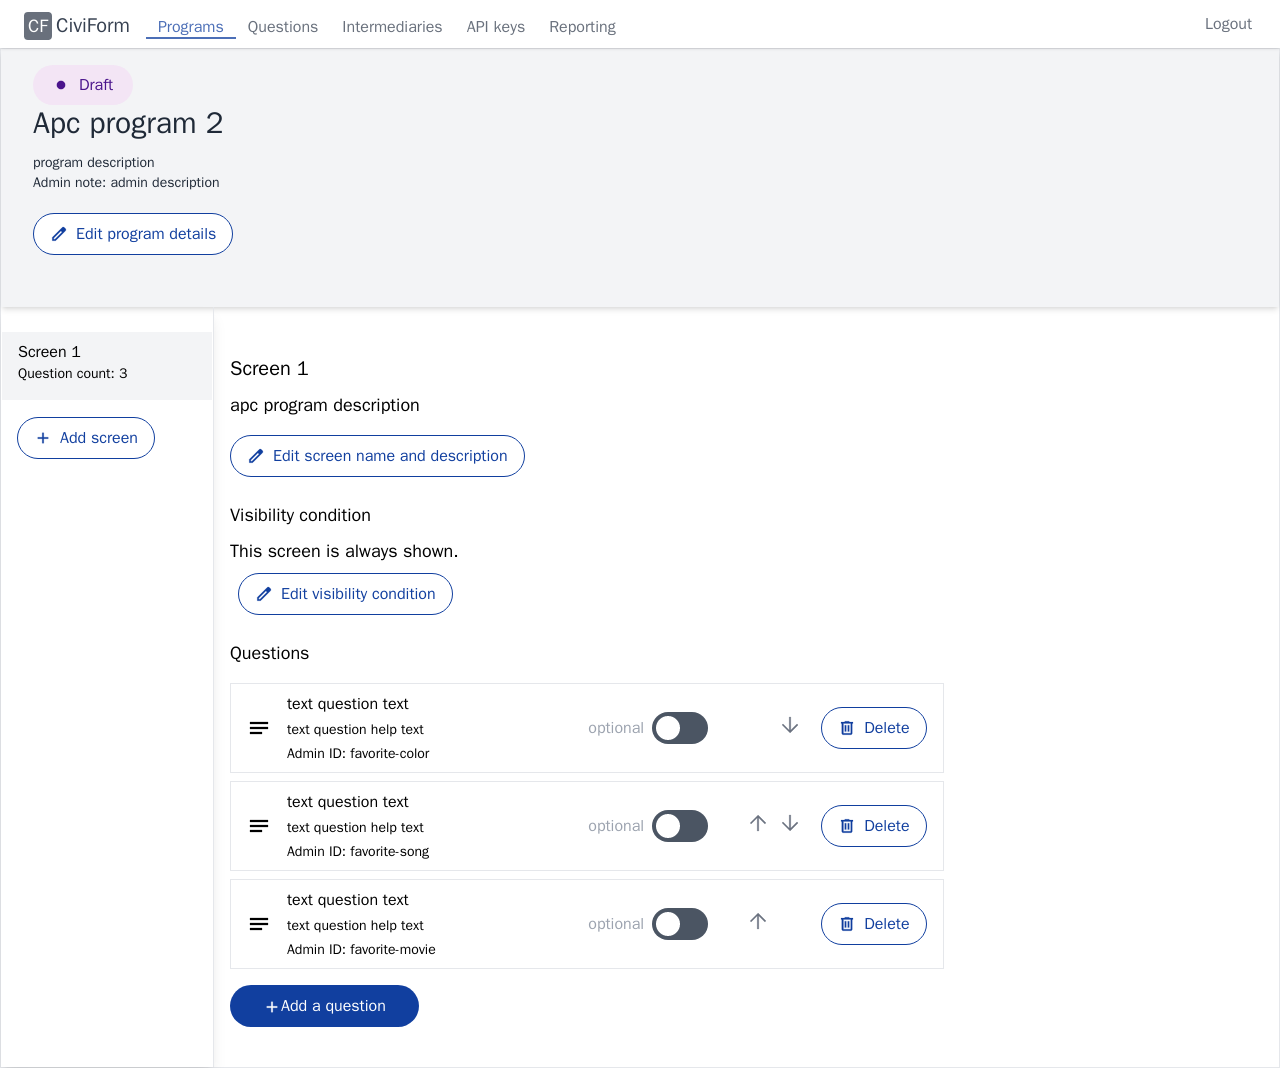 CF CiviForm Programs Questions Intermediaries API keys Reporting Logout
Draft
Apc program 2
program description
Admin note: admin description
Edit program details
Screen 1
Question count: 3
Add screen
Screen 1
apc program description
Edit screen name and description
Visibility condition
This screen is always shown.
Edit visibility condition
Questions
text question text
text question help text
Admin ID: favorite-color
optional
Delete
text question text
text question help text
Admin ID: favorite-song
optional
Delete
text question text
text question help text
Admin ID: favorite-movie
optional
Delete
Add a question